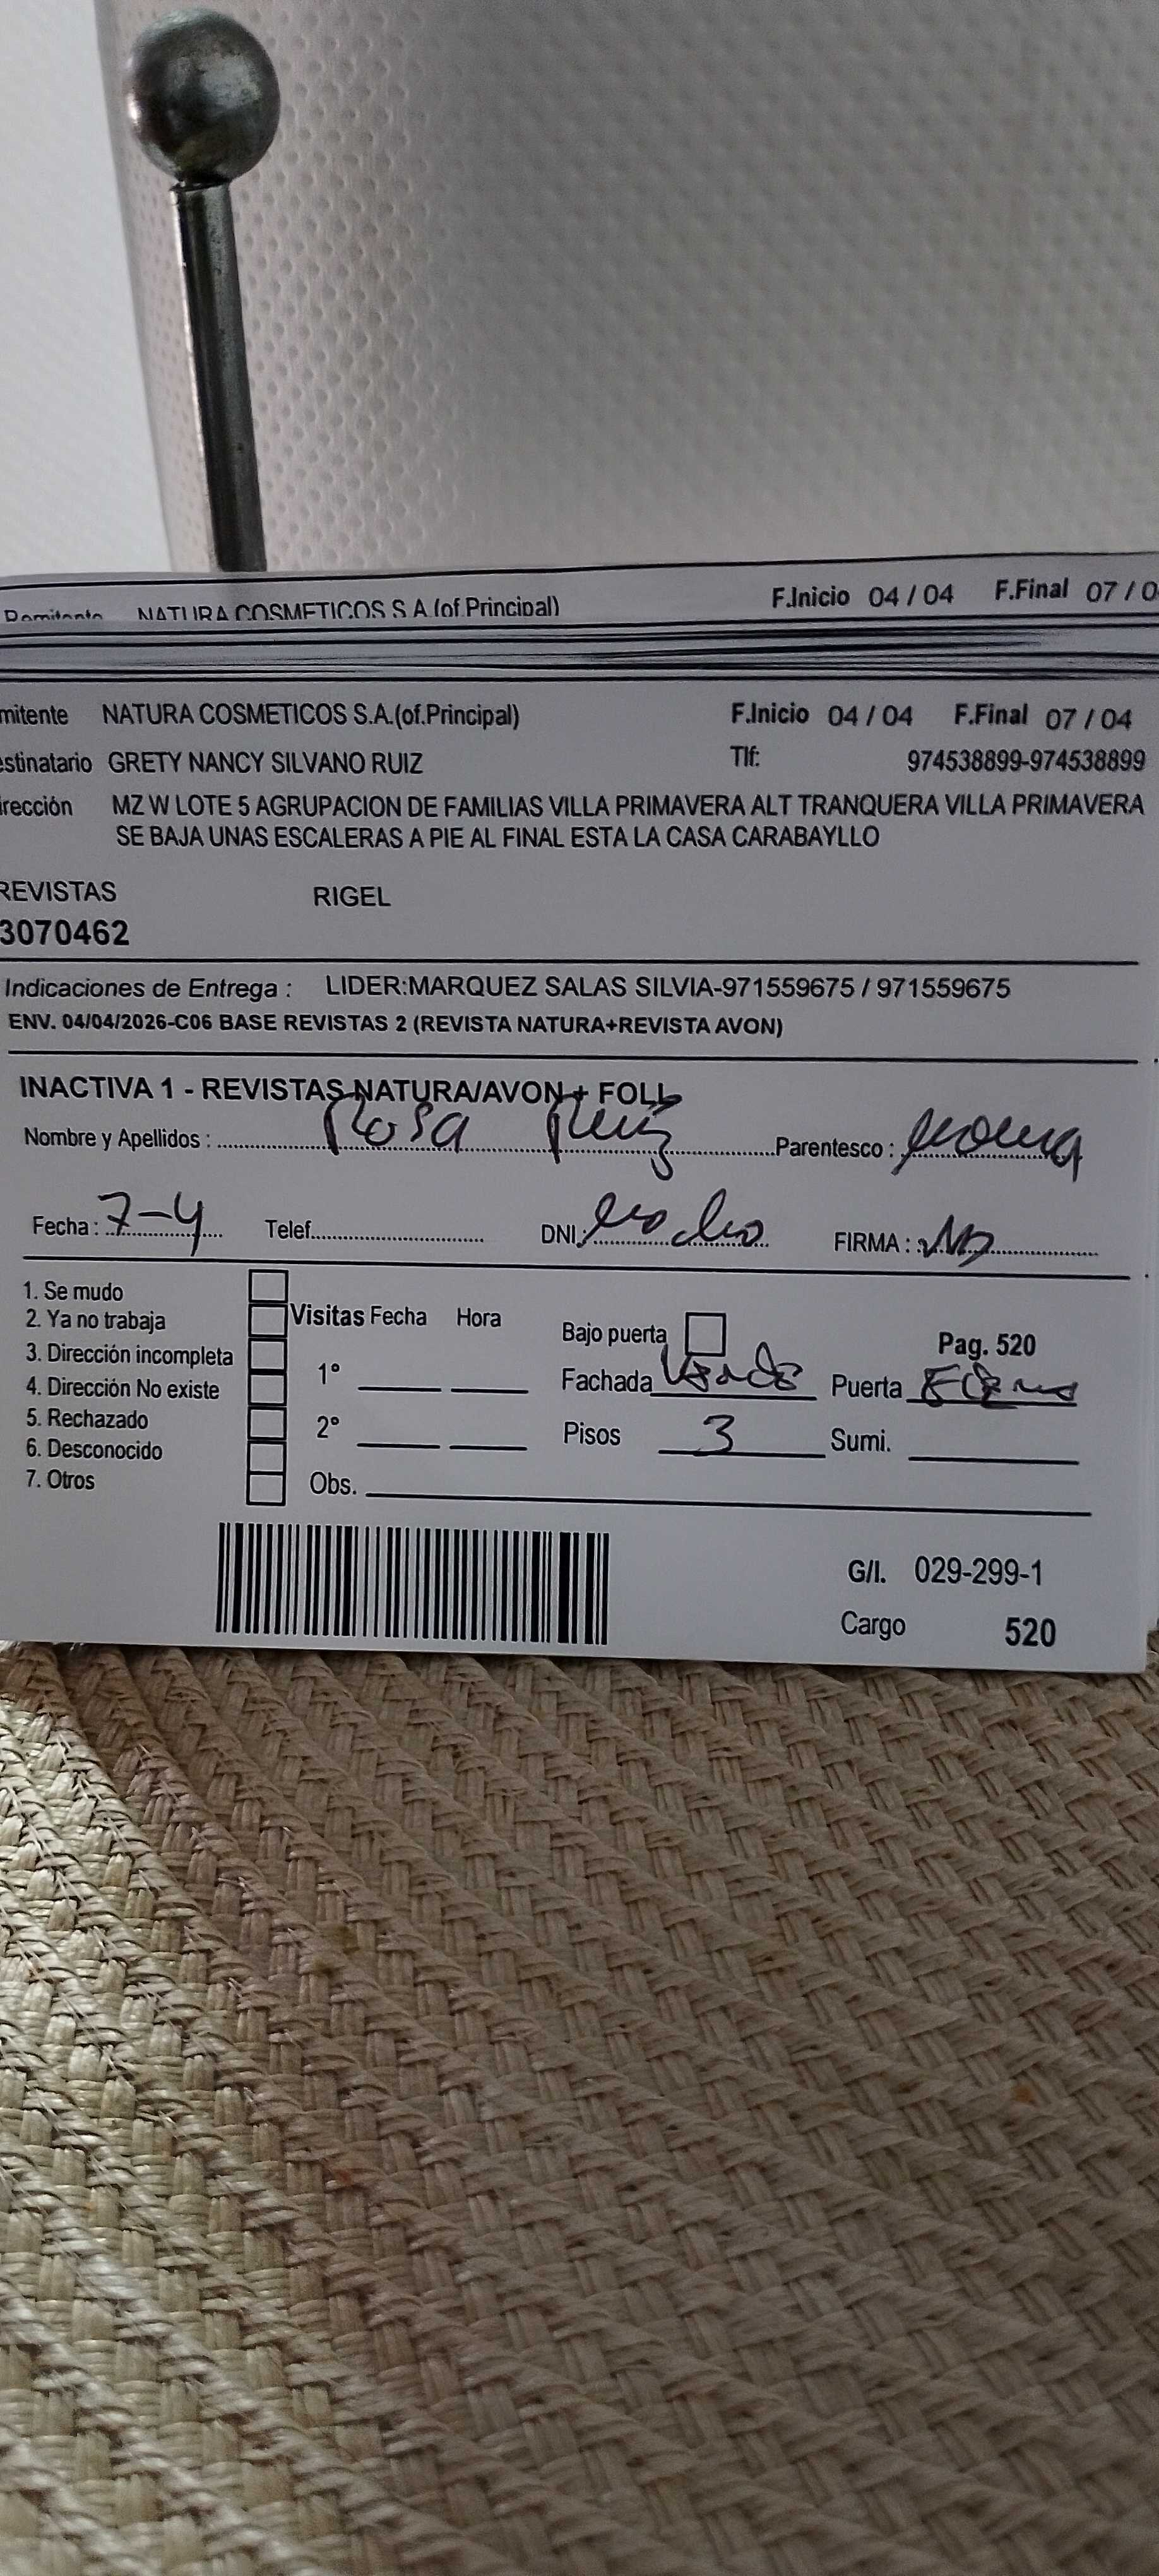 Remitente NATURA COSMETICOS S A.(of.Principal) F.Inicio 04 / 04 F.Final 07 / 0
mitente NATURA COSMETICOS S.A.(of.Principal) F.Inicio 04 / 04 F.Final 07 / 04
estinatario GRETY NANCY SILVANO RUIZ Tlf: 974538899-974538899
irección MZ W LOTE 5 AGRUPACION DE FAMILIAS VILLA PRIMAVERA ALT TRANQUERA VILLA PRIMAVERA
SE BAJA UNAS ESCALERAS A PIE AL FINAL ESTA LA CASA CARABAYLLO
REVISTAS RIGEL
3070462
Indicaciones de Entrega : LIDER:MARQUEZ SALAS SILVIA-971559675 / 971559675
ENV. 04/04/2026-C06 BASE REVISTAS 2 (REVISTA NATURA+REVISTA AVON)
INACTIVA 1 - REVISTAS NATURA/AVON + FOLL
Nombre y Apellidos : Rosa Ruiz Parentesco :
Fecha : 7-4 Telef. DNI: FIRMA :
1. Se mudo
2. Ya no trabaja Visitas Fecha Hora Bajo puerta Pag. 520
3. Dirección incompleta 1° Fachada Verde Puerta
4. Dirección No existe
5. Rechazado 2° Pisos 3 Sumi.
6. Desconocido
7. Otros Obs.
G/I. 029-299-1
Cargo 520